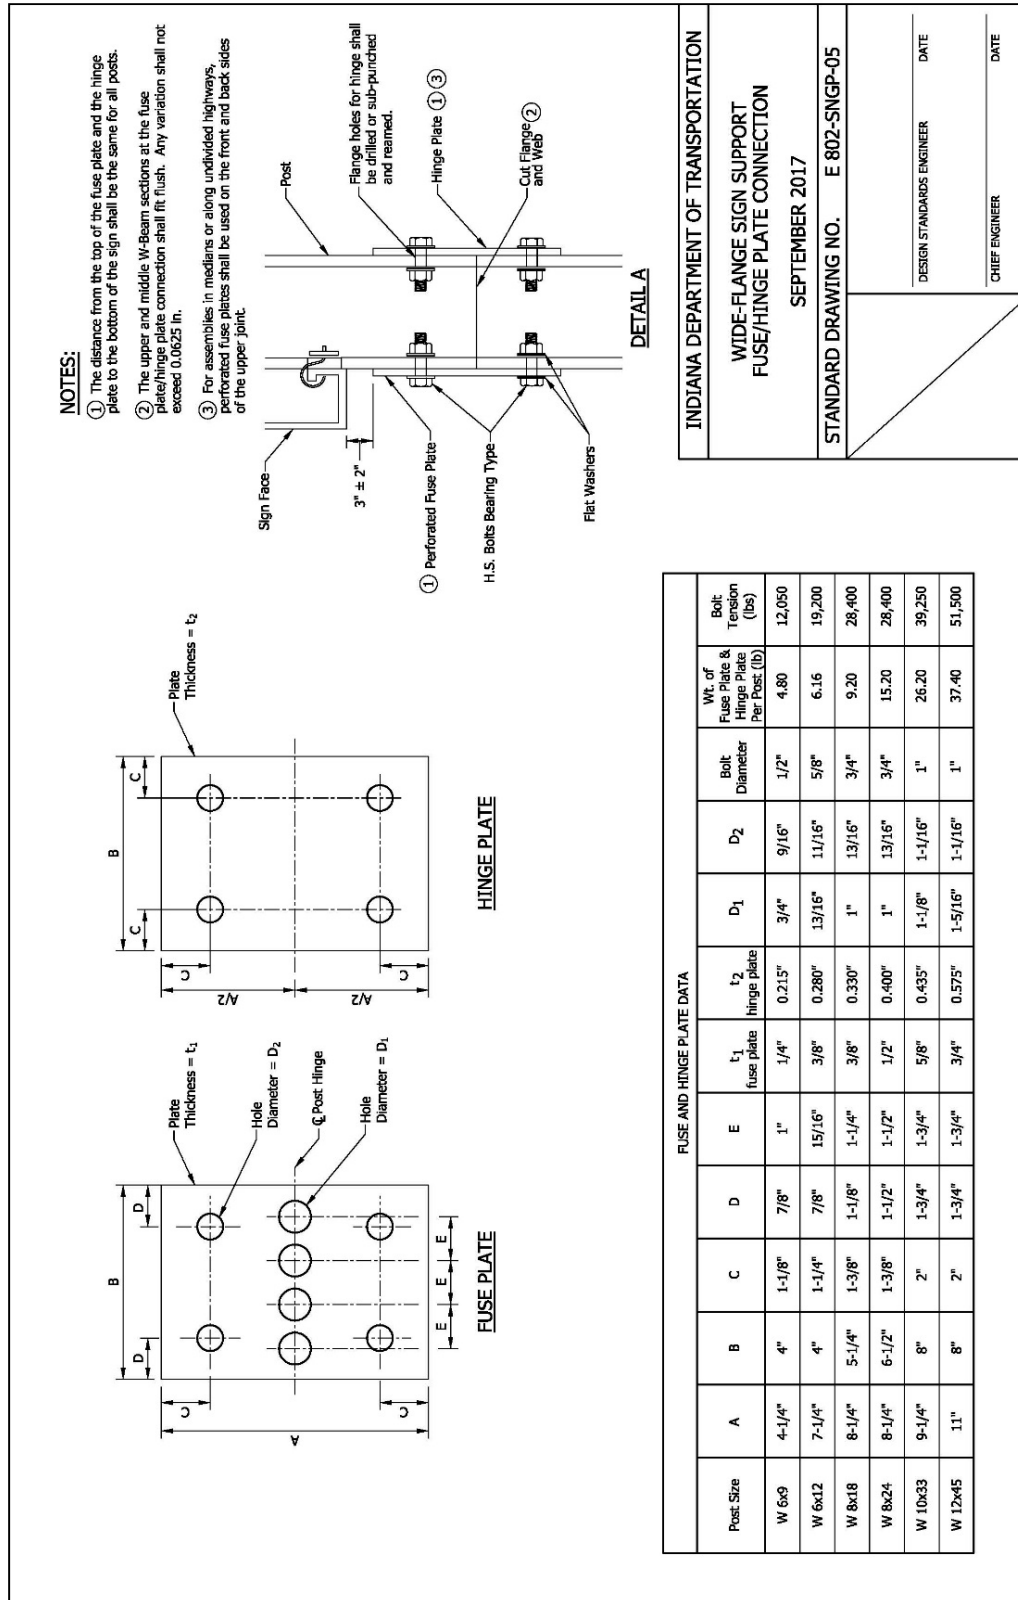 NOTES:
① The distance from the top of the fuse plate and the hinge
plate to the bottom of the sign shall be the same for all posts.
② The upper and middle W-Beam sections at the fuse
plate/hinge plate connection shall fit flush. Any variation shall not
exceed 0.0625 in.
③ For assemblies in medians or along undivided highways,
perforated fuse plates shall be used on the front and back sides
of the upper joint.
B
D
D
C
C
A
Plate
Thickness = t1
Hole
Diameter = D2
℄ Post Hinge
Hole
Diameter = D1
E
E
E
FUSE PLATE
B
C
C
C
C
A/2
A/2
Plate
Thickness = t2
HINGE PLATE
Sign Face
3" ± 2"
① Perforated Fuse Plate
H.S. Bolts Bearing Type
Flat Washers
Post
Flange holes for hinge shall
be drilled or sub-punched
and reamed.
Hinge Plate ① ③
Cut Flange ②
and Web
DETAIL A
FUSE AND HINGE PLATE DATA
Post Size A B C D E t1 fuse plate t2 hinge plate D1 D2 Bolt Diameter Wt. of Fuse Plate & Hinge Plate Per Post (lb) Bolt Tension (lbs)
W 6x9 4-1/4" 4" 1-1/8" 7/8" 1" 1/4" 0.215" 3/4" 9/16" 1/2" 4.80 12,050
W 6x12 7-1/4" 4" 1-1/4" 7/8" 15/16" 3/8" 0.280" 13/16" 11/16" 5/8" 6.16 19,200
W 8x18 8-1/4" 5-1/4" 1-3/8" 1-1/8" 1-1/4" 3/8" 0.330" 1" 13/16" 3/4" 9.20 28,400
W 8x24 8-1/4" 6-1/2" 1-3/8" 1-1/2" 1-1/2" 1/2" 0.400" 1" 13/16" 3/4" 15.20 28,400
W 10x33 9-1/4" 8" 2" 1-3/4" 1-3/4" 5/8" 0.435" 1-1/8" 1-1/16" 1" 26.20 39,250
W 12x45 11" 8" 2" 1-3/4" 1-3/4" 3/4" 0.575" 1-5/16" 1-1/16" 1" 37.40 51,500
INDIANA DEPARTMENT OF TRANSPORTATION
WIDE-FLANGE SIGN SUPPORT
FUSE/HINGE PLATE CONNECTION
SEPTEMBER 2017
STANDARD DRAWING NO. E 802-SNGP-05
DESIGN STANDARDS ENGINEER DATE
CHIEF ENGINEER DATE